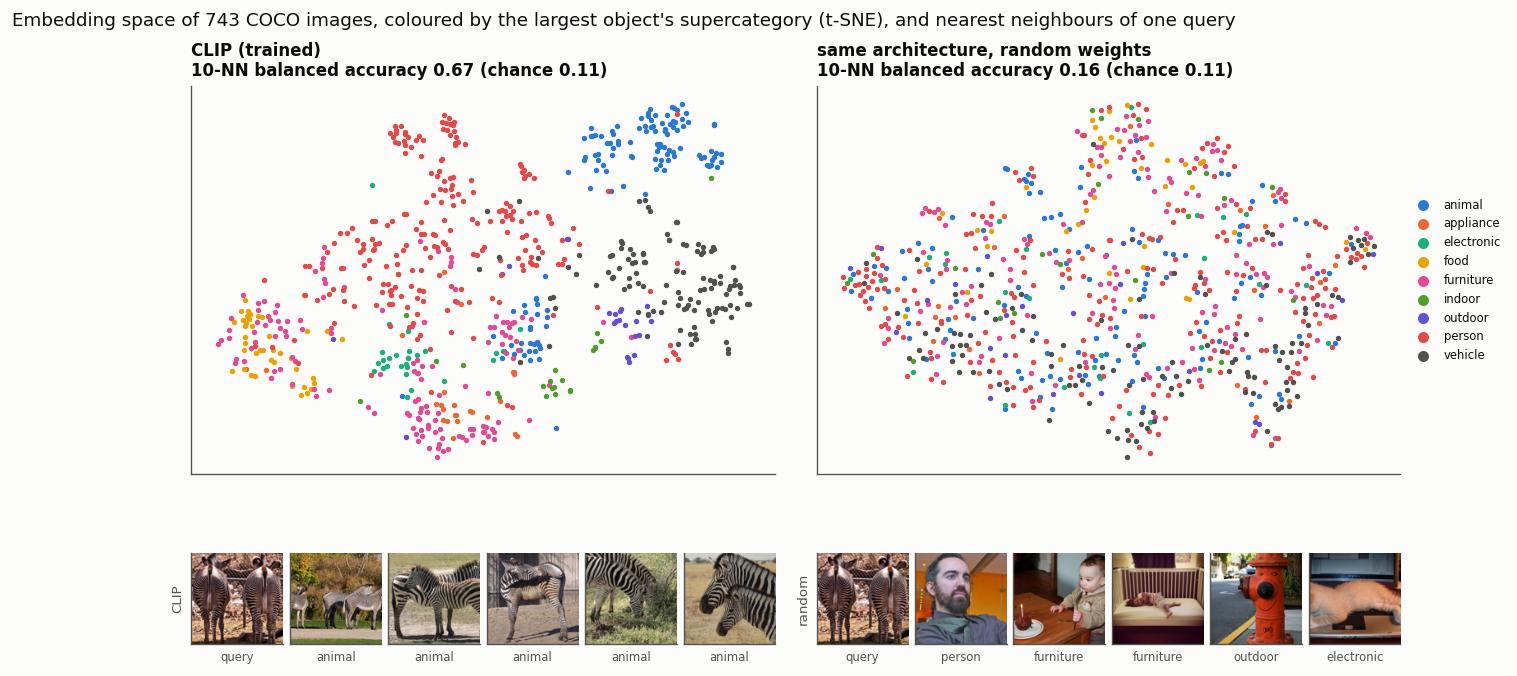 Embedding space of 743 COCO images, coloured by the largest object's supercategory (t-SNE), and nearest neighbours of one query
CLIP (trained)
10-NN balanced accuracy 0.67 (chance 0.11)
same architecture, random weights
10-NN balanced accuracy 0.16 (chance 0.11)
animal
appliance
electronic
food
furniture
indoor
outdoor
person
vehicle
CLIP
query
animal
animal
animal
animal
animal
random
query
person
furniture
furniture
outdoor
electronic